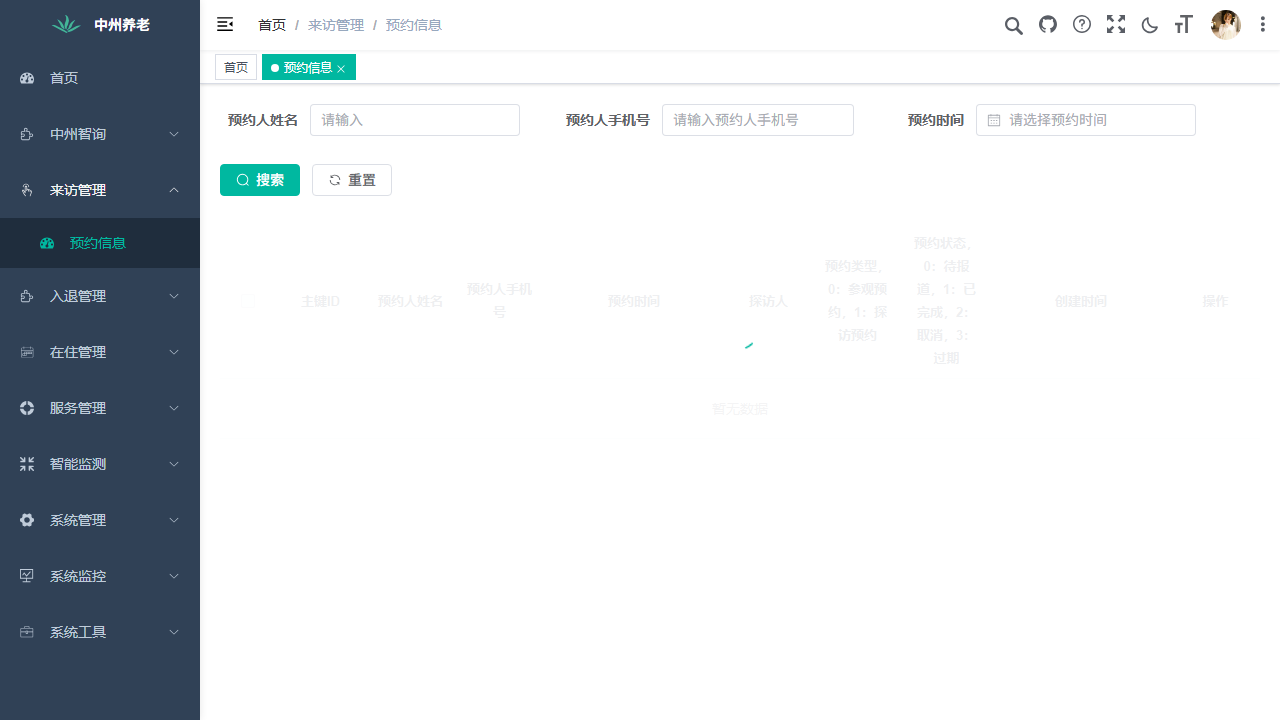 中州养老
首页 / 来访管理 / 预约信息
首页
预约信息
首页
中州智询
来访管理
预约信息
入退管理
在住管理
服务管理
智能监测
系统管理
系统监控
系统工具
预约人姓名 请输入
预约人手机号 请输入预约人手机号
预约时间 请选择预约时间
搜索
重置
主键ID
预约人姓名
预约人手机
号
预约时间
探访人
预约类型，
0：参观预
约，1：探
访预约
预约状态，
0：待报
道，1：已
完成，2：
取消，3：
过期
创建时间
操作
暂无数据